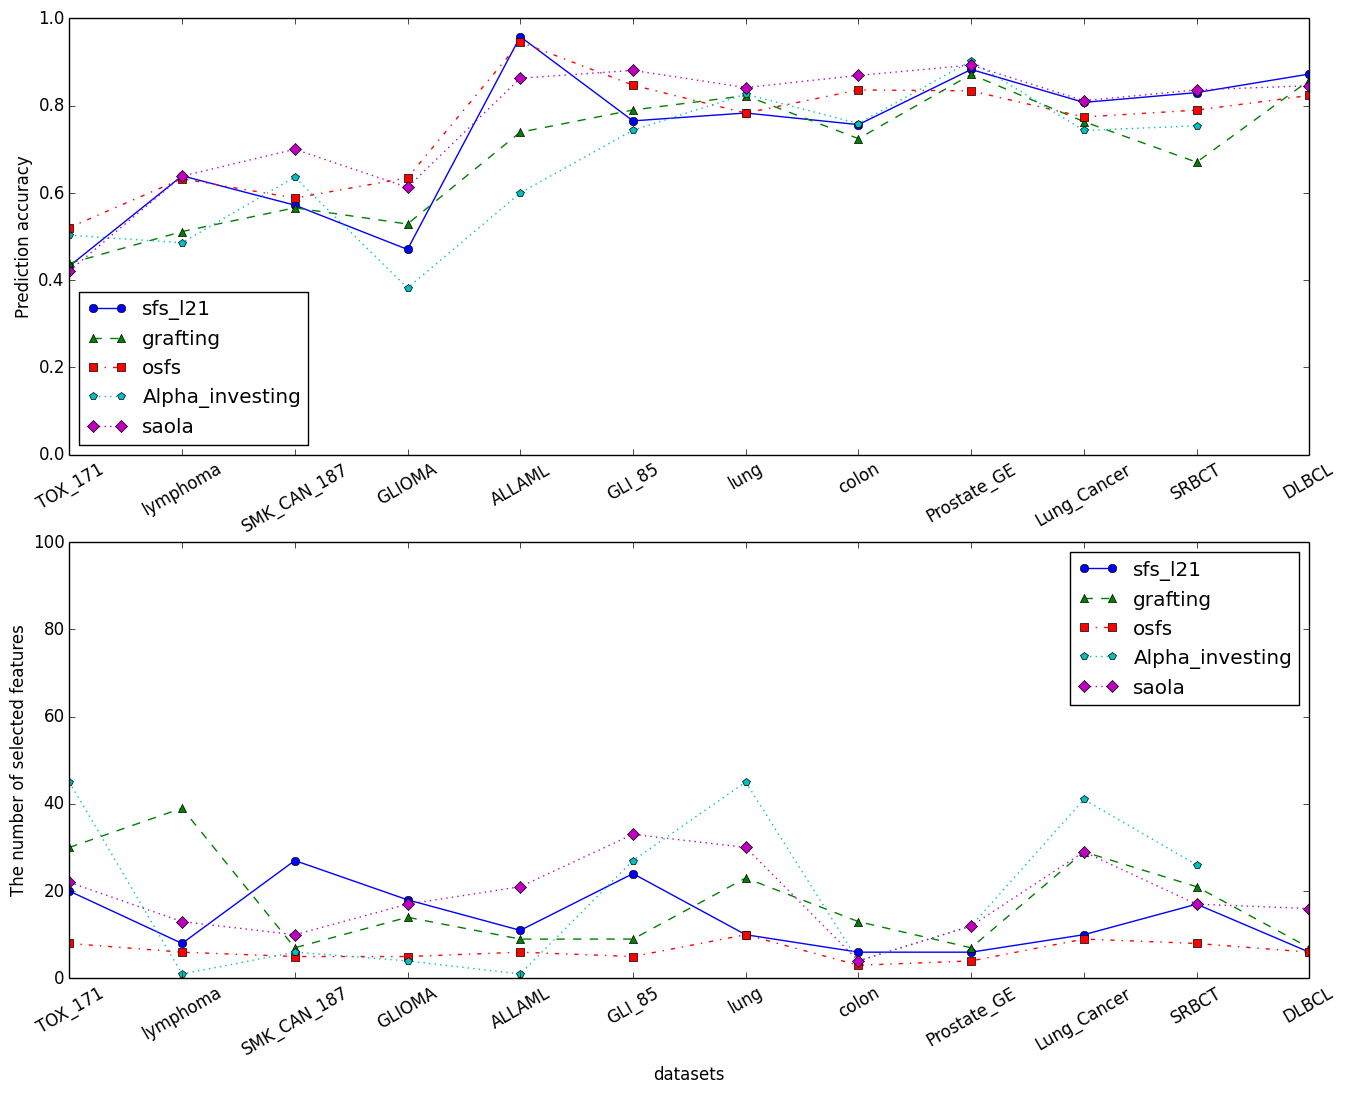 1.0
0.8
0.6
0.4
0.2
0.0
Prediction accuracy
sfs_l21
grafting
osfs
Alpha_investing
saola
TOX_171 lymphoma SMK_CAN_187 GLIOMA ALLAML GLI_85 lung colon Prostate_GE Lung_Cancer SRBCT DLBCL
100
80
60
40
20
0
The number of selected features
sfs_l21
grafting
osfs
Alpha_investing
saola
TOX_171 lymphoma SMK_CAN_187 GLIOMA ALLAML GLI_85 lung colon Prostate_GE Lung_Cancer SRBCT DLBCL
datasets